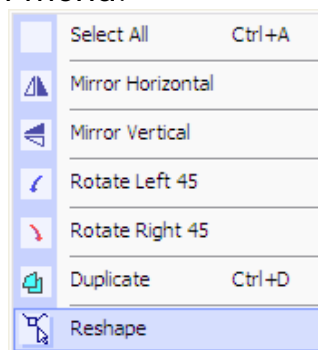 Select All Ctrl+A
Mirror Horizontal
Mirror Vertical
Rotate Left 45
Rotate Right 45
Duplicate Ctrl+D
Reshape